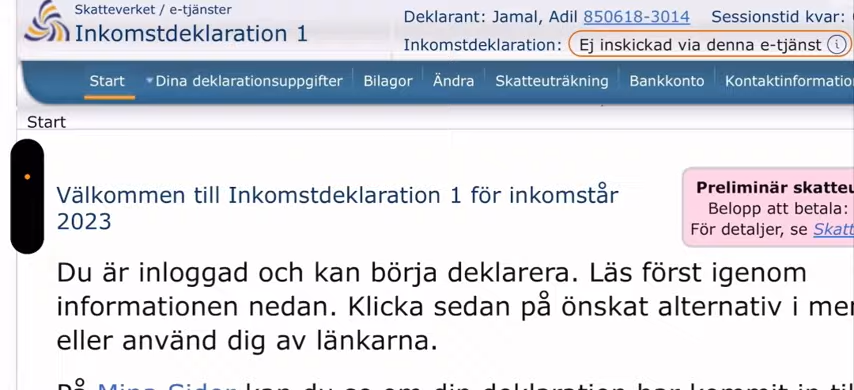 Skatteverket / e-tjänster
Inkomstdeklaration 1
Deklarant: Jamal, Adil 850618-3014 Sessionstid kvar:
Inkomstdeklaration: Ej inskickad via denna e-tjänst
Start Dina deklarationsuppgifter Bilagor Ändra Skatteuträkning Bankkonto
Start
Välkommen till Inkomstdeklaration 1 för inkomstår
2023
Preliminär
Belopp att betala:
För detaljer, se
Du är inloggad och kan börja deklarera. Läs först igenom
informationen nedan. Klicka sedan på önskat alternativ i
eller använd dig av länkarna.